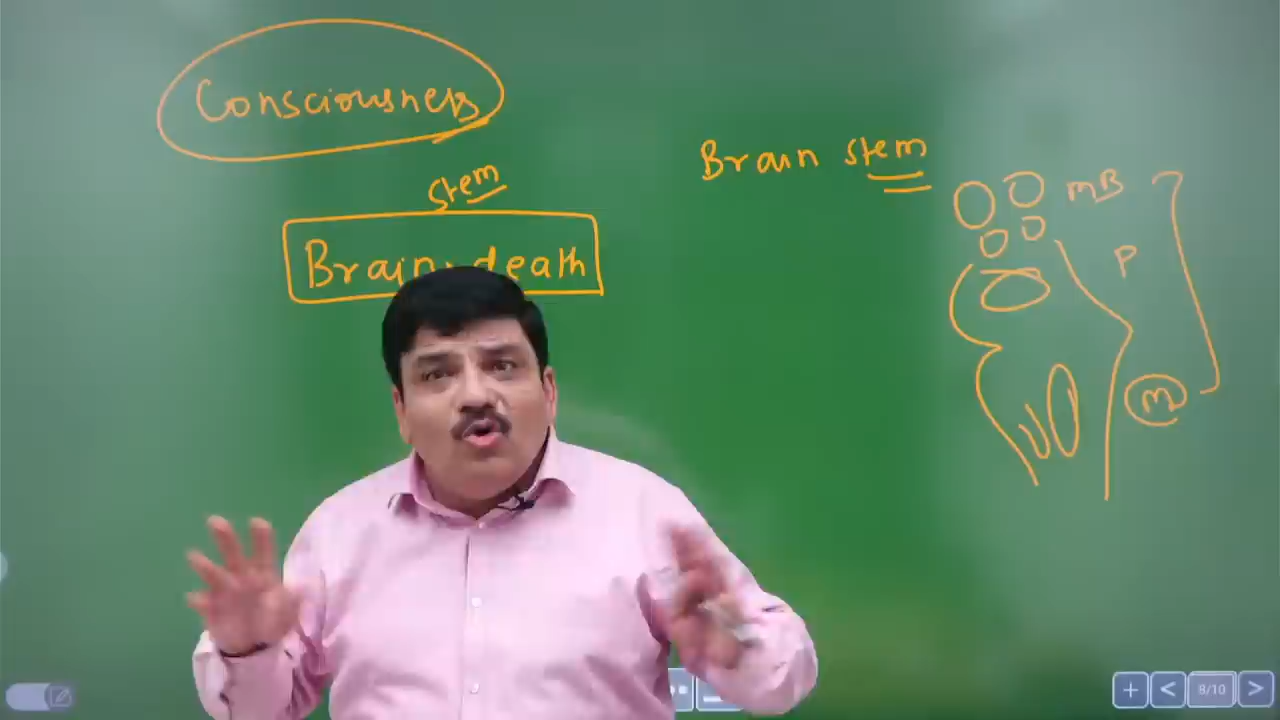 Consciousness
stem
Brain death
Brain stem
MB
P
m
8/10